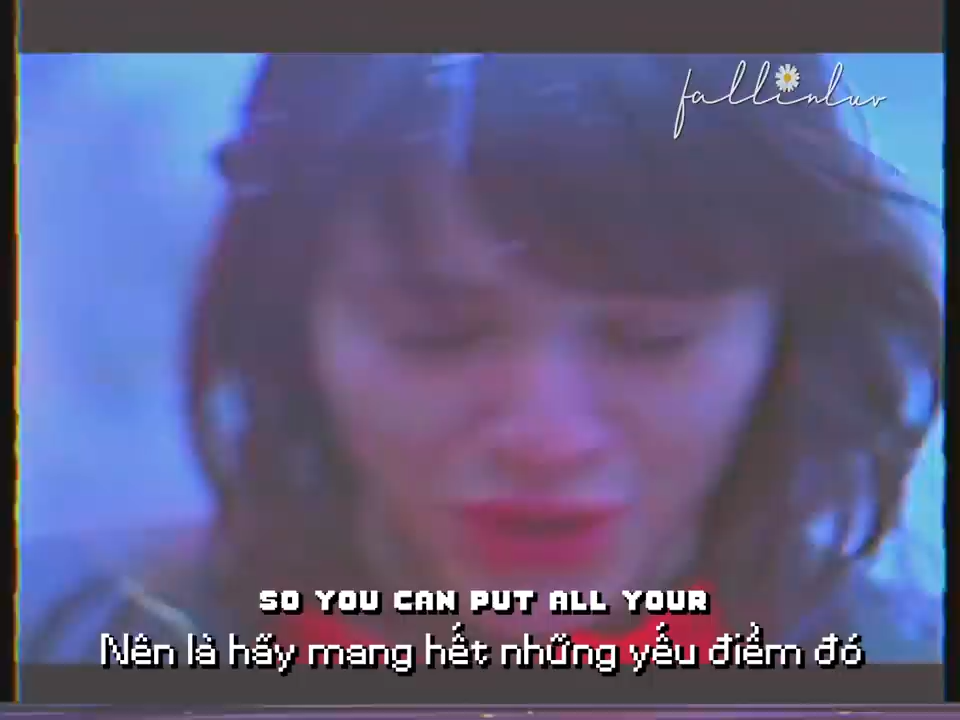 fallinluv
SO YOU CAN PUT ALL YOUR
Nên là hãy mang hết những yếu điểm đó